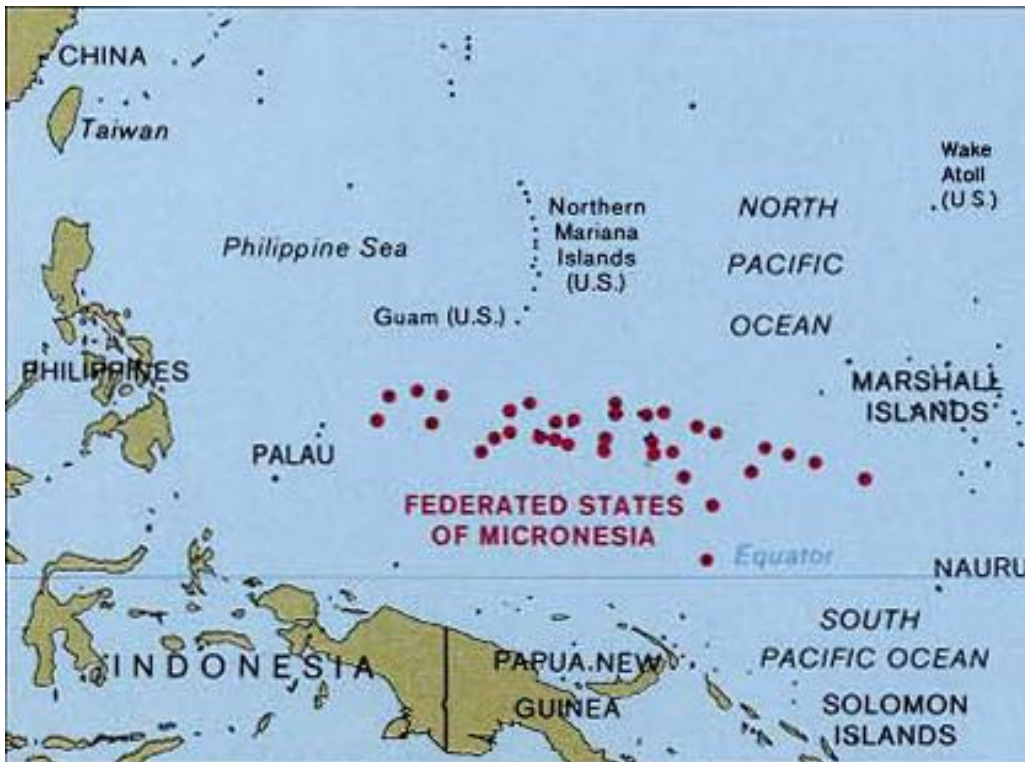 CHINA
Taiwan
Wake
Atoll
(U.S.)
Northern
Mariana
Islands
(U.S.)
NORTH
PACIFIC
OCEAN
Philippine Sea
Guam (U.S.)
PHILIPPINES
MARSHALL
ISLANDS
PALAU
FEDERATED STATES
OF MICRONESIA
Equator
NAURU
SOUTH
PACIFIC OCEAN
INDONESIA
PAPUA NEW
GUINEA
SOLOMON
ISLANDS